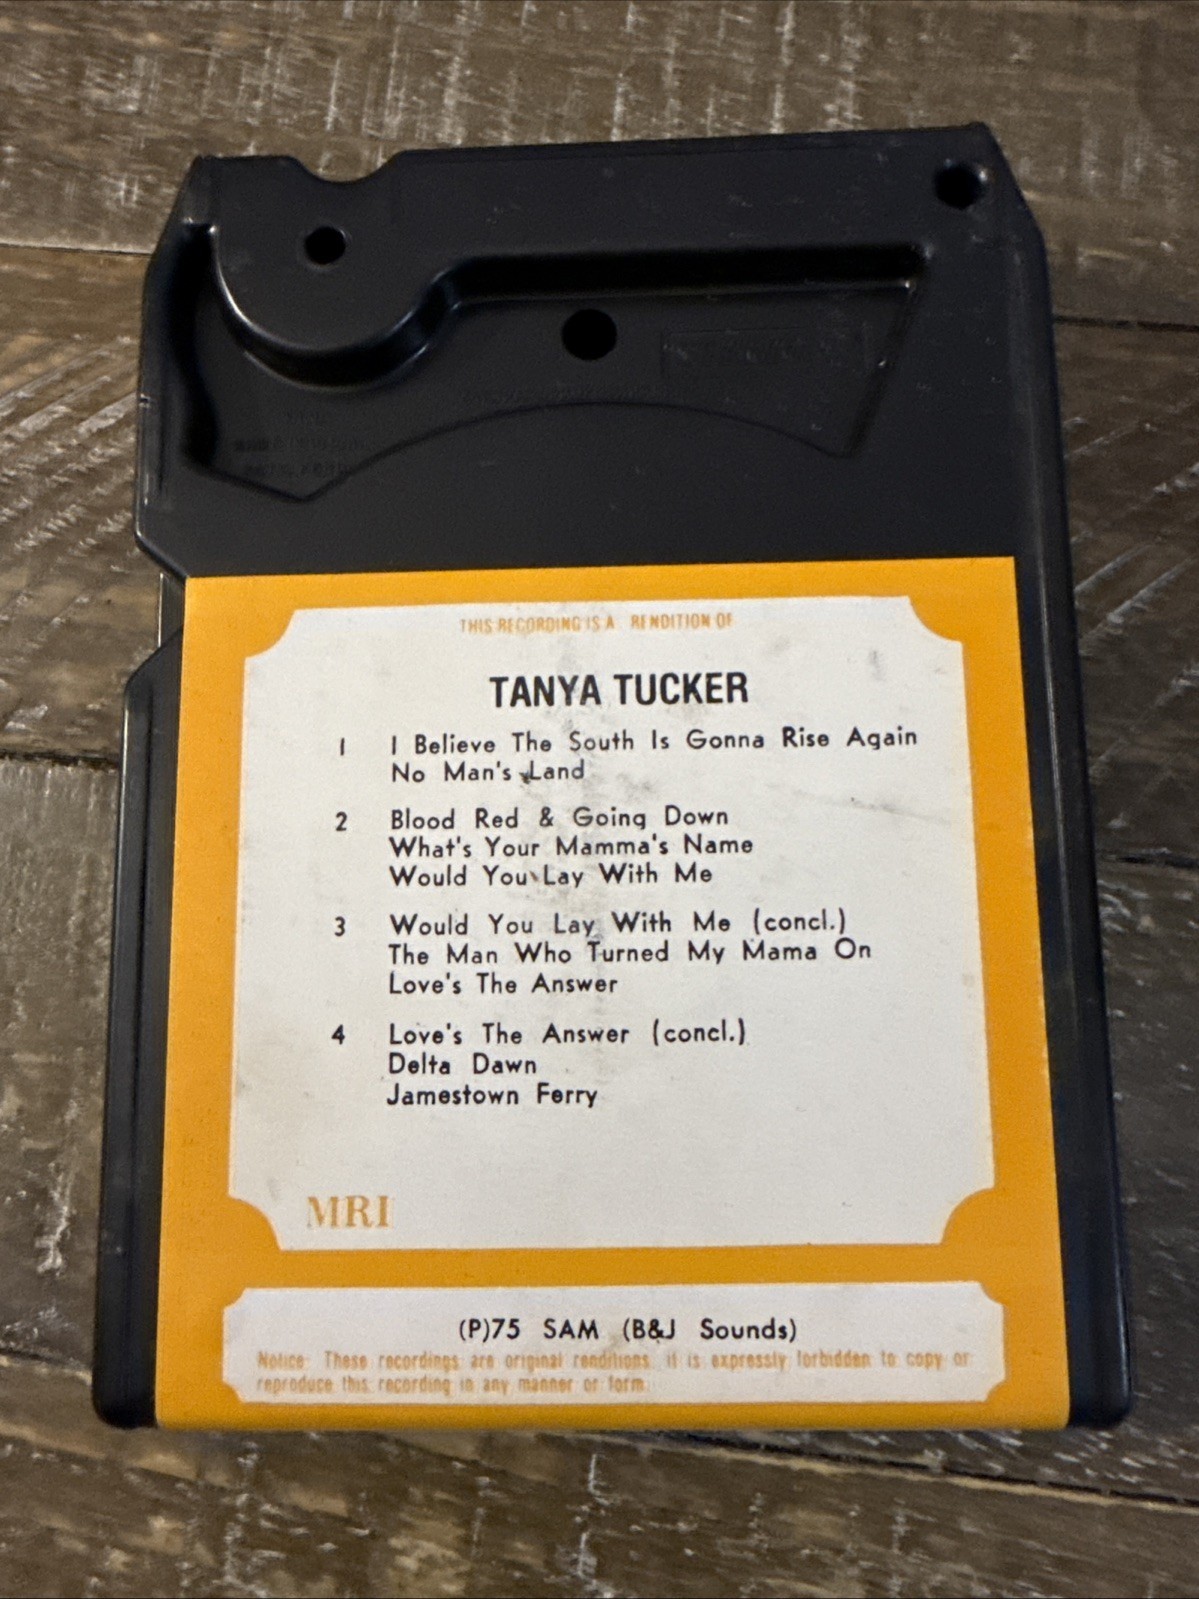 THIS RECORDING IS A RENDITION OF
TANYA TUCKER
1 I Believe The South Is Gonna Rise Again
No Man's Land
2 Blood Red & Going Down
What's Your Mamma's Name
Would You Lay With Me
3 Would You Lay With Me (concl.)
The Man Who Turned My Mama On
Love's The Answer
4 Love's The Answer (concl.)
Delta Dawn
Jamestown Ferry
MRI
(P)75 SAM (B&J Sounds)
Notice: These recordings are original renditions. it is expressly forbidden to copy or
reproduce this recording in any manner or form.